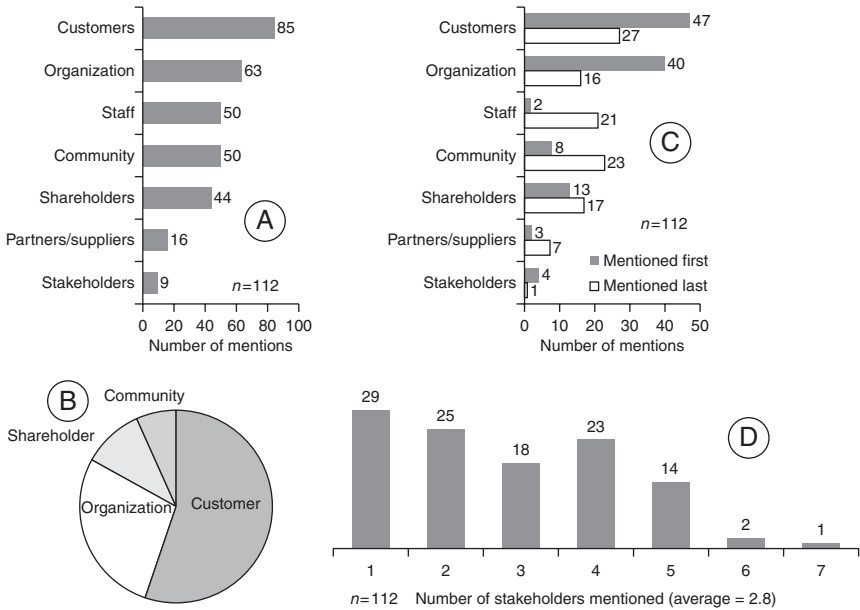 Customers 85
Organization 63
Staff 50
Community 50
Shareholders 44
A
Partners/suppliers 16
Stakeholders 9
n=112
0 20 40 60 80 100
Number of mentions
Customers 47
27
Organization 40
16
Staff 2
21
C
Community 8
23
Shareholders 13
17
n=112
Partners/suppliers 3
7
Mentioned first
Stakeholders 4
1
Mentioned last
0 10 20 30 40 50
Number of mentions
B
Community
Shareholder
Organization
Customer
D
29 25 18 23 14 2 1
1 2 3 4 5 6 7
n=112 Number of stakeholders mentioned (average = 2.8)